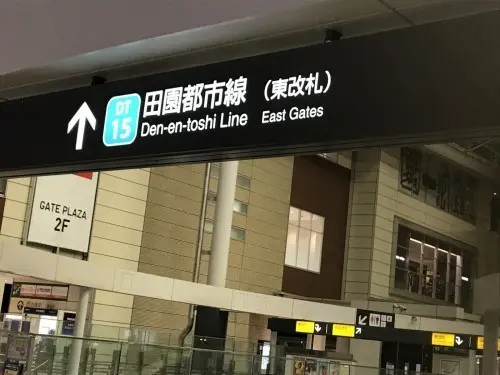 DT
15
田園都市線 (東改札)
Den-en-toshi Line East Gates
GATE PLAZA
2F